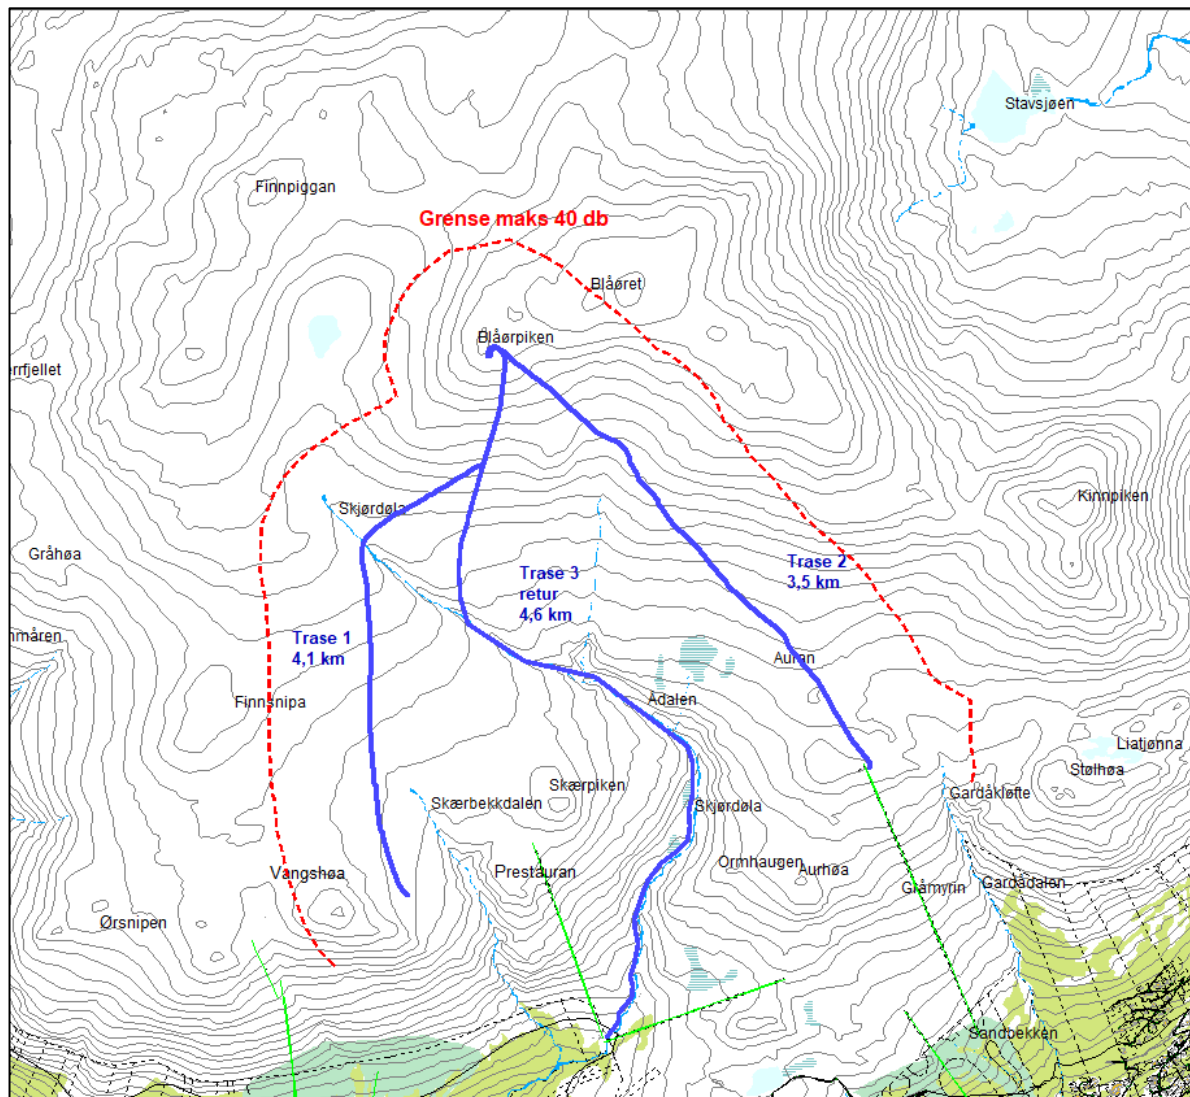 Stavsjøen
Finnpiggan
Grense maks 40 db
Blåøret
Blåørpiken
errfjellet
Kinnpiken
Skjørdøla
Gråhøa
Trase 2
3,5 km
Trase 3
retur
4,6 km
nmåren
Trase 1
4,1 km
Auran
Finnsnipa
Ådalen
Liatjønna
Stølhøa
Skærpiken
Gardåkløfte
Skærbekkdalen
Skjørdøla
Ormhaugen
Aurhøa
Prestauran
Vangshøa
Gråmyrin
Gardådalen
Ørsnipen
Sandbekken